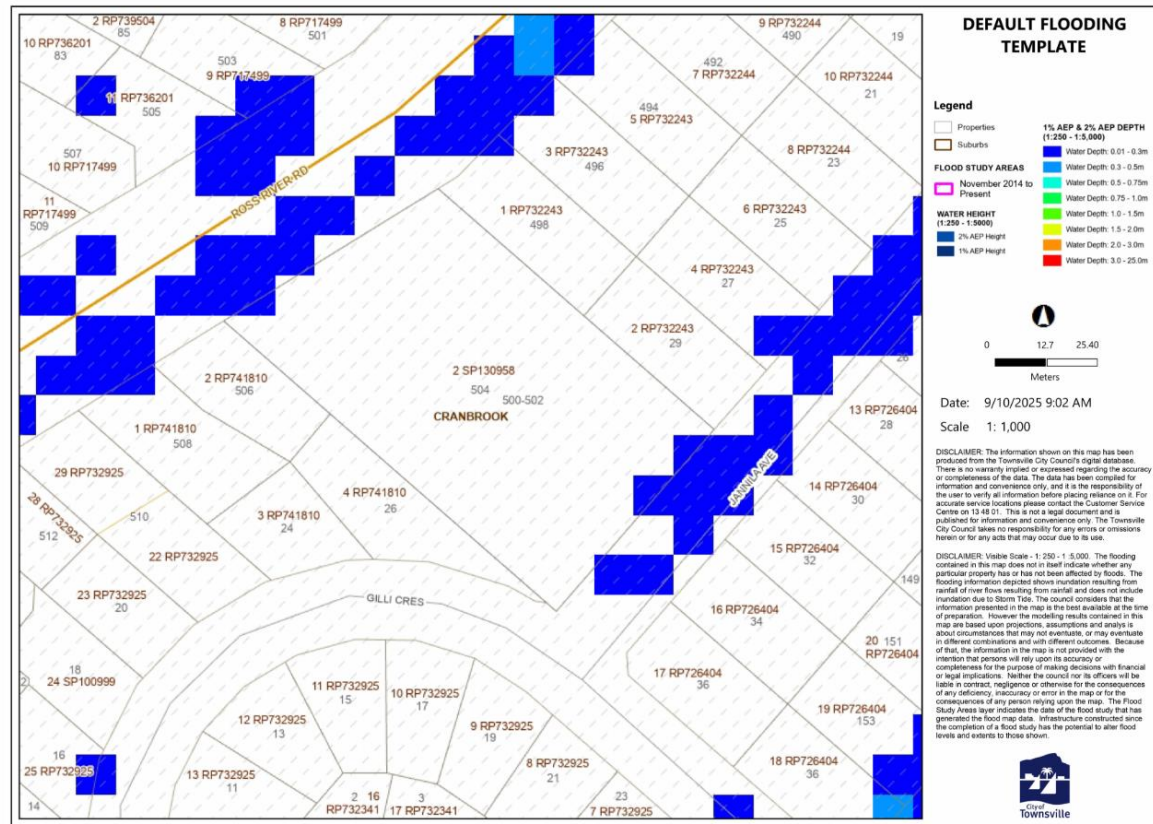 2 RP739504
85
8 RP717499
501
10 RP736201
83
503
9 RP717499
11 RP736201
505
507
10 RP717499
11
RP717499
509
ROSS RIVER RD
9 RP732244
490
19
492
7 RP732244
10 RP732244
21
494
5 RP732243
3 RP732243
496
8 RP732244
23
1 RP732243
498
6 RP732243
25
4 RP732243
27
2 RP732243
29
26
2 RP741810
506
2 SP130958
504
500-502
CRANBROOK
1 RP741810
508
13 RP726404
28
29 RP732925
28 RP732925
510
512
4 RP741810
26
3 RP741810
24
22 RP732925
JANNILA AVE
14 RP726404
30
15 RP726404
32
149
23 RP732925
20
GILLI CRES
16 RP726404
34
20
151
RP726404
17 RP726404
36
18
24 SP100999
11 RP732925
15
10 RP732925
17
12 RP732925
13
9 RP732925
19
19 RP726404
153
16
25 RP732925
14
13 RP732925
11
8 RP732925
21
18 RP726404
36
2
16
RP732341
3
17 RP732341
23
7 RP732925
DEFAULT FLOODING
TEMPLATE
Legend
Properties
Suburbs
FLOOD STUDY AREAS
November 2014 to
Present
WATER HEIGHT
(1:250 - 1:5000)
2% AEP Height
1% AEP Height
1% AEP & 2% AEP DEPTH
(1:250 - 1:5,000)
Water Depth: 0.01 - 0.3m
Water Depth: 0.3 - 0.5m
Water Depth: 0.5 - 0.75m
Water Depth: 0.75 - 1.0m
Water Depth: 1.0 - 1.5m
Water Depth: 1.5 - 2.0m
Water Depth: 2.0 - 3.0m
Water Depth: 3.0 - 25.0m
0 12.7 25.40
Meters
Date: 9/10/2025 9:02 AM
Scale 1: 1,000
DISCLAIMER: The information shown on this map has been
produced from the Townsville City Council's digital database.
There is no warranty implied or expressed regarding the accuracy
or completeness of the data. The data has been compiled for
information and convenience only, and it is the responsibility of
the user to verify all information before placing reliance on it. For
accurate service locations please contact the Customer Service
Centre on 13 48 01. This is not a legal document and is
published for information and convenience only. The Townsville
City Council takes no responsibility for any errors or omissions
herein or for any acts that may occur due to its use.
DISCLAIMER: Visible Scale - 1: 250 - 1 :5,000. The flooding
contained in this map does not in itself indicate whether any
particular property has or has not been affected by floods. The
flooding information depicted shows inundation resulting from
rainfall of river flows resulting from rainfall and does not include
inundation due to Storm Tide. The council considers that the
information presented in the map is the best available at the time
of preparation. However the modelling results contained in this
map are based upon projections, assumptions and analys is
about circumstances that may not eventuate, or may eventuate
in different combinations and with different outcomes. Because
of that, the information in the map is not provided with the
intention that persons will rely upon its accuracy or
completeness for the purpose of making decisions with financial
or legal implications. Neither the council nor its officers will be
liable in contract, negligence or otherwise for the consequences
of any deficiency, inaccuracy or error in the map or for the
consequences of any person relying upon the map. The Flood
Study Areas layer indicates the date of the flood study that has
generated the flood map data. Infrastructure constructed since
the completion of a flood study has the potential to alter flood
levels and extents to those shown.
City of
Townsville